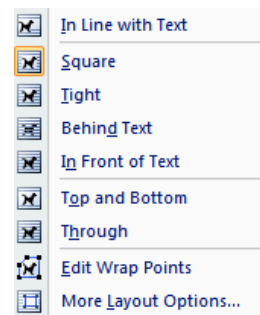 In Line with Text
Square
Tight
Behind Text
In Front of Text
Top and Bottom
Through
Edit Wrap Points
More Layout Options...